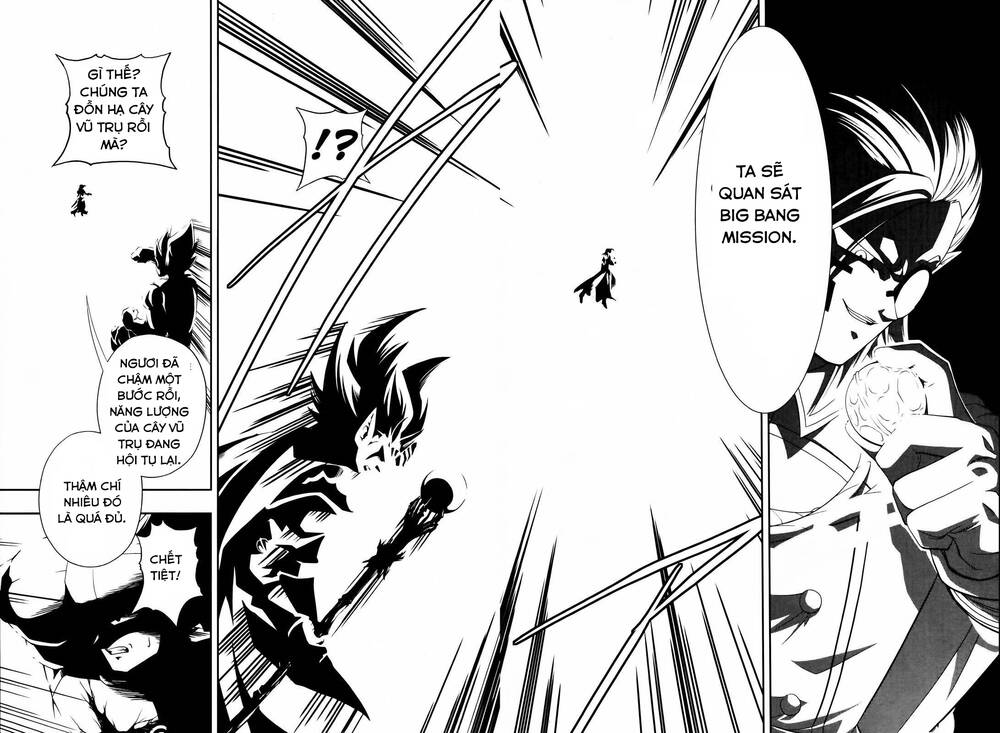 TA SẼ
QUAN SÁT
BIG BANG
MISSION.
!?
GÌ THẾ?
CHÚNG TA
ĐỐN HẠ CÂY
VŨ TRỤ RỒI
MÀ?
NGƯƠI ĐÃ
CHẬM MỘT
BƯỚC RỒI,
NĂNG LƯỢNG
CỦA CÂY VŨ
TRỤ ĐANG
HỘI TỤ LẠI.
THẬM CHÍ
NHIÊU ĐÓ
LÀ QUÁ ĐỦ.
CHẾT
TIỆT!